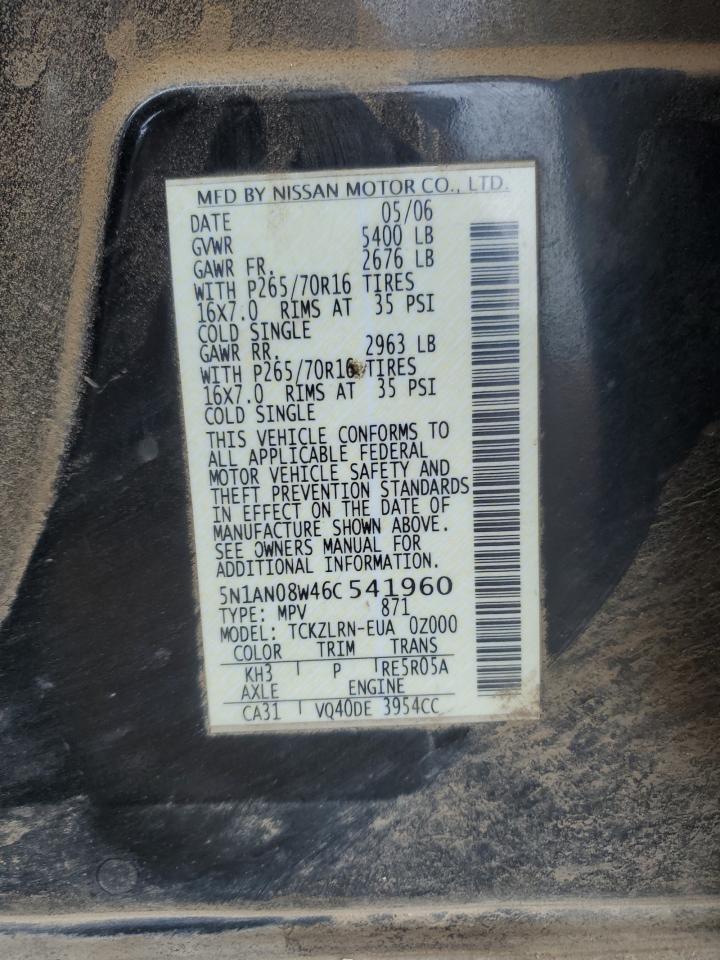 MFD BY NISSAN MOTOR CO., LTD.
DATE 05/06
GVWR 5400 LB
GAWR FR. 2676 LB
WITH P265/70R16 TIRES
16X7.0 RIMS AT 35 PSI
COLD SINGLE
GAWR RR. 2963 LB
WITH P265/70R16 TIRES
16X7.0 RIMS AT 35 PSI
COLD SINGLE
THIS VEHICLE CONFORMS TO
ALL APPLICABLE FEDERAL
MOTOR VEHICLE SAFETY AND
THEFT PREVENTION STANDARDS
IN EFFECT ON THE DATE OF
MANUFACTURE SHOWN ABOVE.
SEE OWNERS MANUAL FOR
ADDITIONAL INFORMATION.
5N1AN08W46C 541960
TYPE: MPV 871
MODEL: TCKZLRN-EUA 0Z000
COLOR TRIM TRANS
KH3 P RE5R05A
AXLE ENGINE
CA31 VQ40DE 3954CC